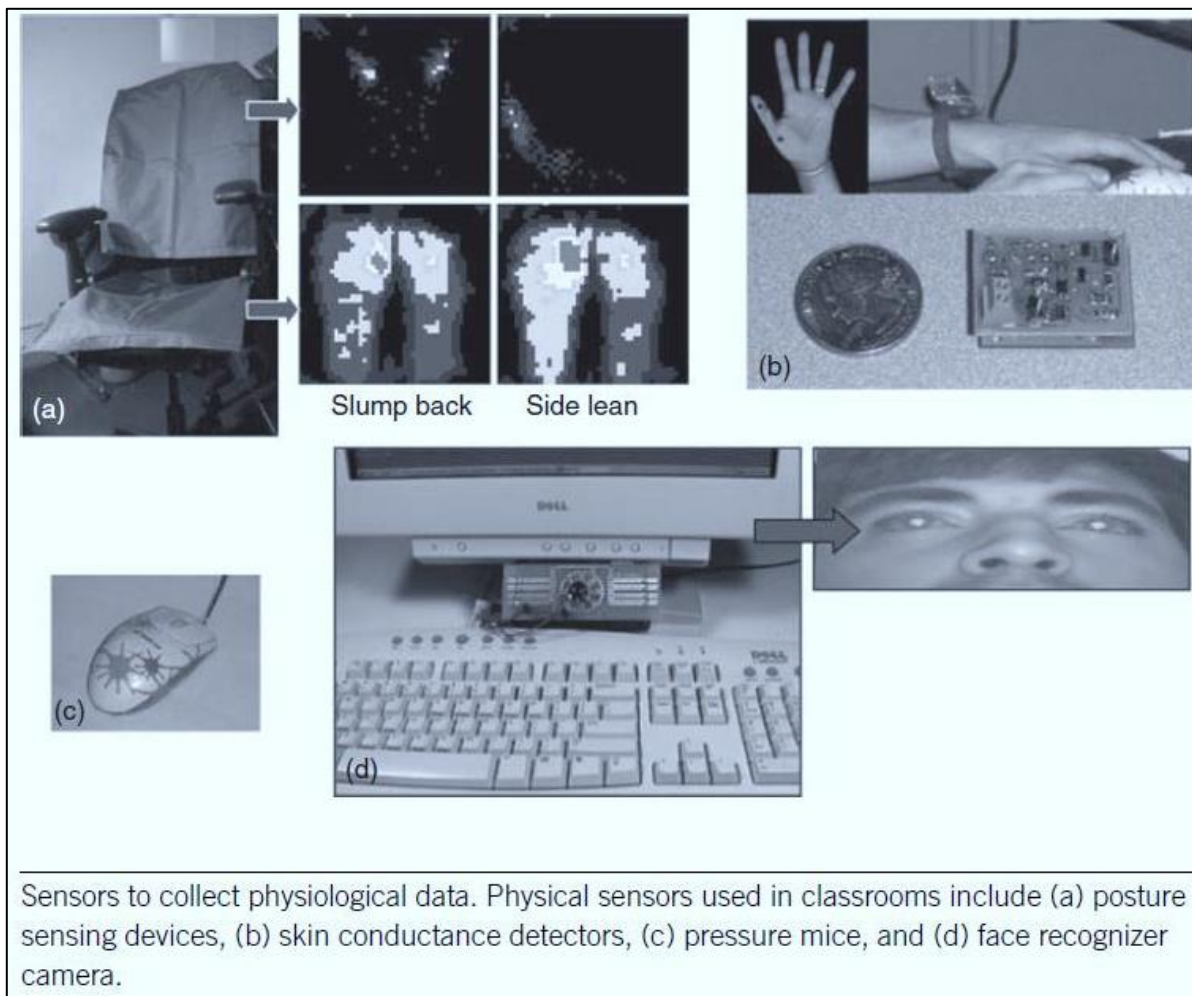 (a)
Slump back
Side lean
(b)
(c)
DELL
DELL
(d)
Sensors to collect physiological data. Physical sensors used in classrooms include (a) posture
sensing devices, (b) skin conductance detectors, (c) pressure mice, and (d) face recognizer
camera.